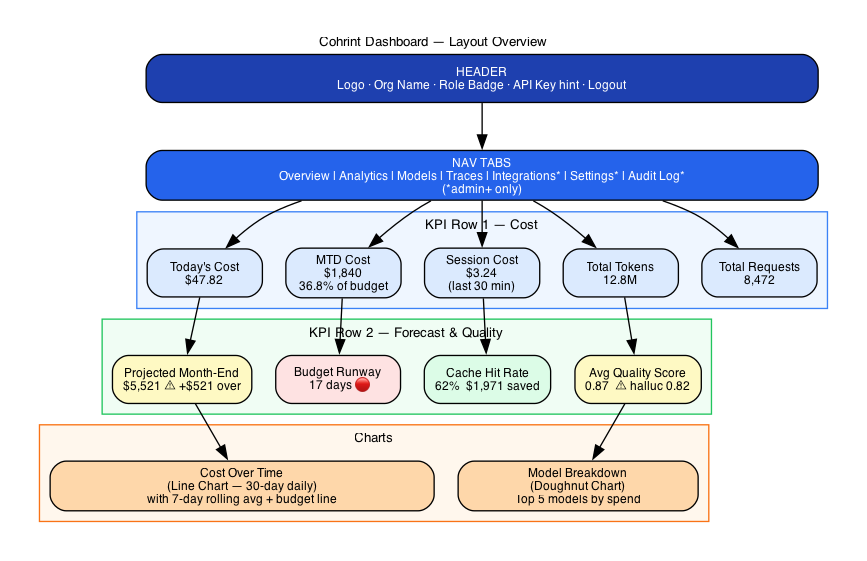 Cohrint Dashboard — Layout Overview
HEADER
Logo · Org Name · Role Badge · API Key hint · Logout
NAV TABS
Overview | Analytics | Models | Traces | Integrations* | Settings* | Audit Log*
(*admin+ only)
KPI Row 1 — Cost
Today's Cost
$47.82
MTD Cost
$1,840
36.8% of budget
Session Cost
$3.24
(last 30 min)
Total Tokens
12.8M
Total Requests
8,472
KPI Row 2 — Forecast & Quality
Projected Month-End
$5,521 ⚠ +$521 over
Budget Runway
17 days 🔴
Cache Hit Rate
62% $1,971 saved
Avg Quality Score
0.87 ⚠ halluc 0.82
Charts
Cost Over Time
(Line Chart — 30-day daily)
with 7-day rolling avg + budget line
Model Breakdown
(Doughnut Chart)
Top 5 models by spend